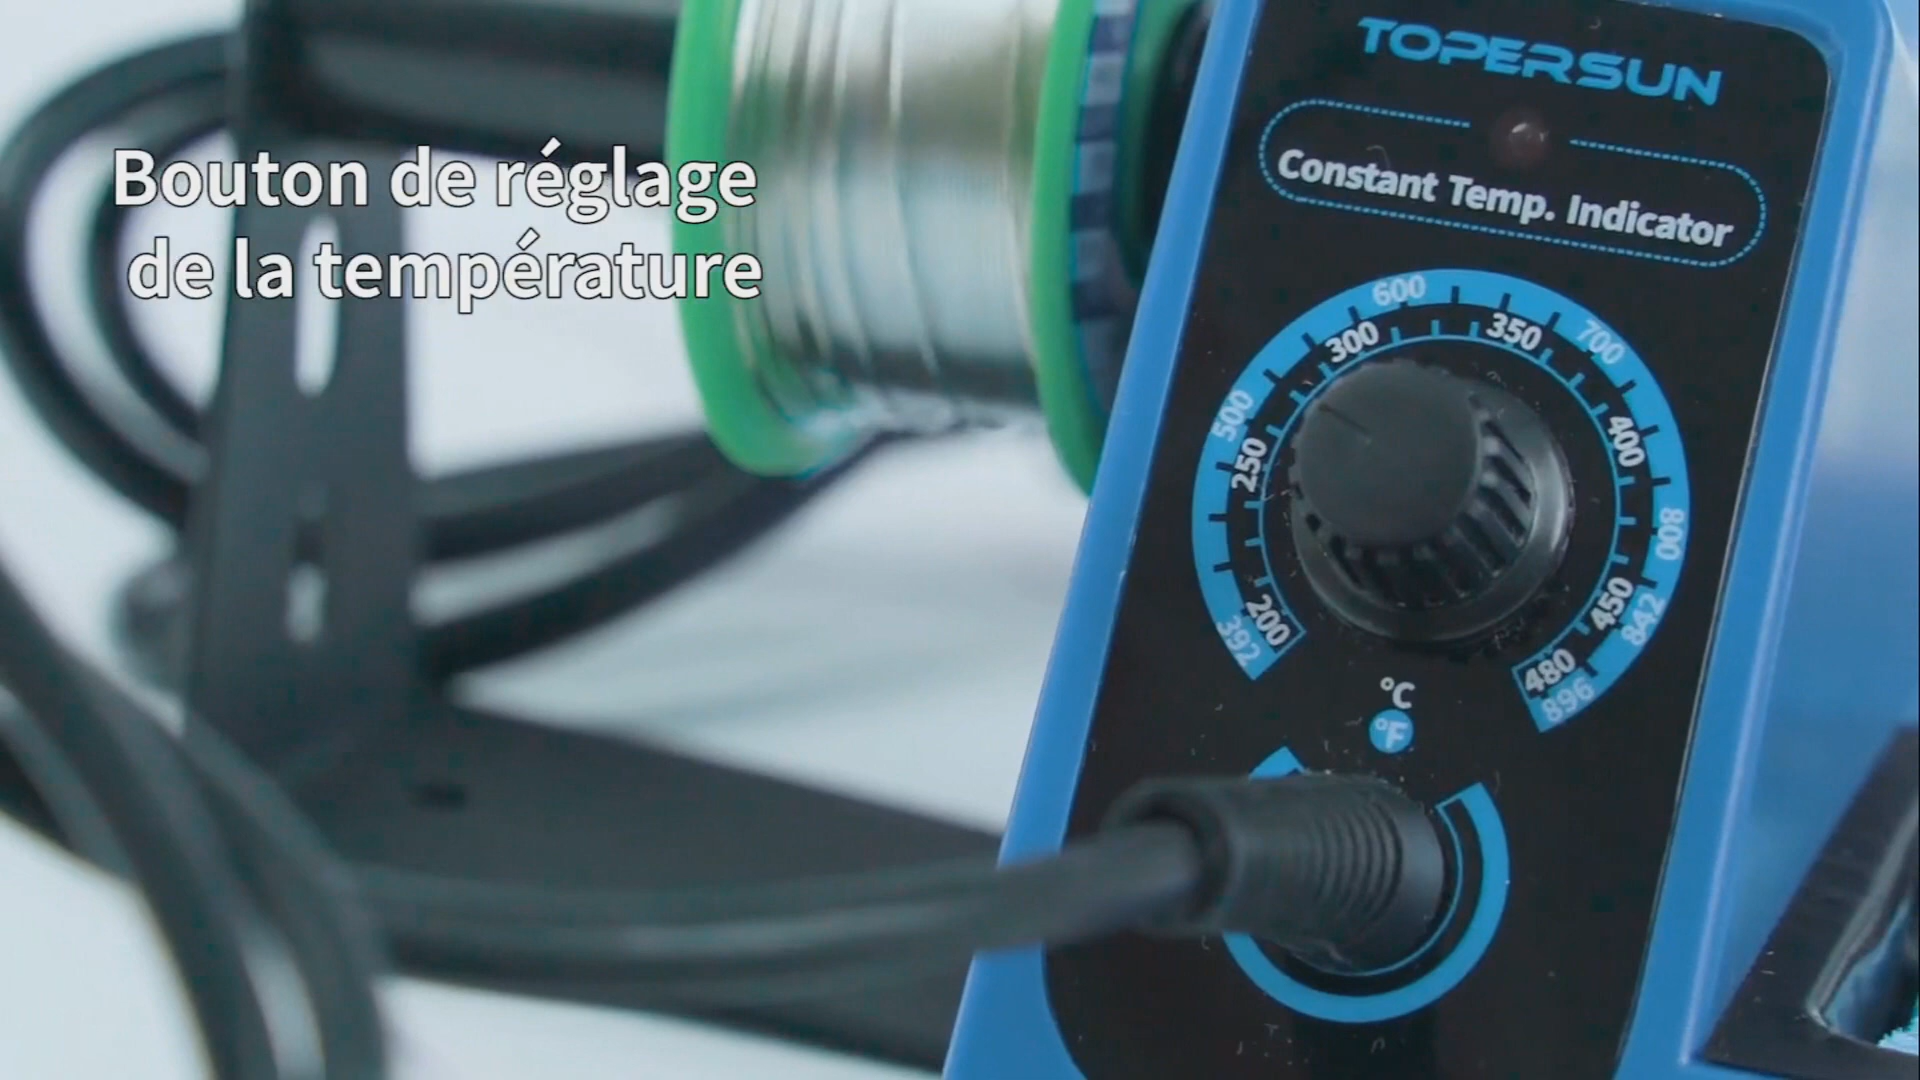 Bouton de réglage
de la température
TOPERSUN
Constant Temp. Indicator
600
300
350
700
500
250
400
800
200
392
450
842
480
896
°C
°F